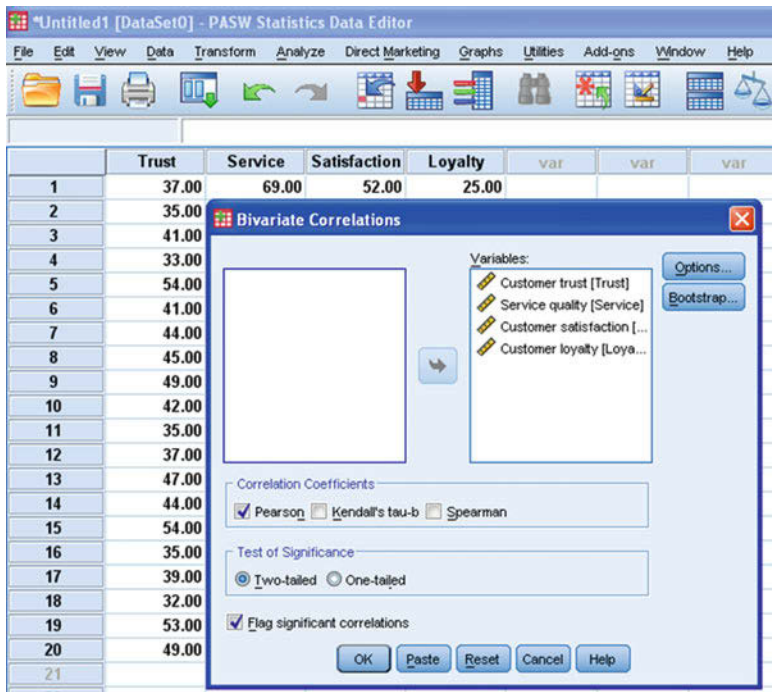 *Untitled1 [DataSet0] - PASW Statistics Data Editor
File Edit View Data Transform Analyze Direct Marketing Graphs Utilities Add-ons Window Help
Trust Service Satisfaction Loyalty var var var
1 37.00 69.00 52.00 25.00
2 35.00
3 41.00
4 33.00
5 54.00
6 41.00
7 44.00
8 45.00
9 49.00
10 42.00
11 35.00
12 37.00
13 47.00
14 44.00
15 54.00
16 35.00
17 39.00
18 32.00
19 53.00
20 49.00
21
Bivariate Correlations
Variables:
Customer trust [Trust]
Service quality [Service]
Customer satisfaction [...
Customer loyalty [Loya...
Options...
Bootstrap...
Correlation Coefficients
Pearson Kendall's tau-b Spearman
Test of Significance
Two-tailed One-tailed
Flag significant correlations
OK Paste Reset Cancel Help